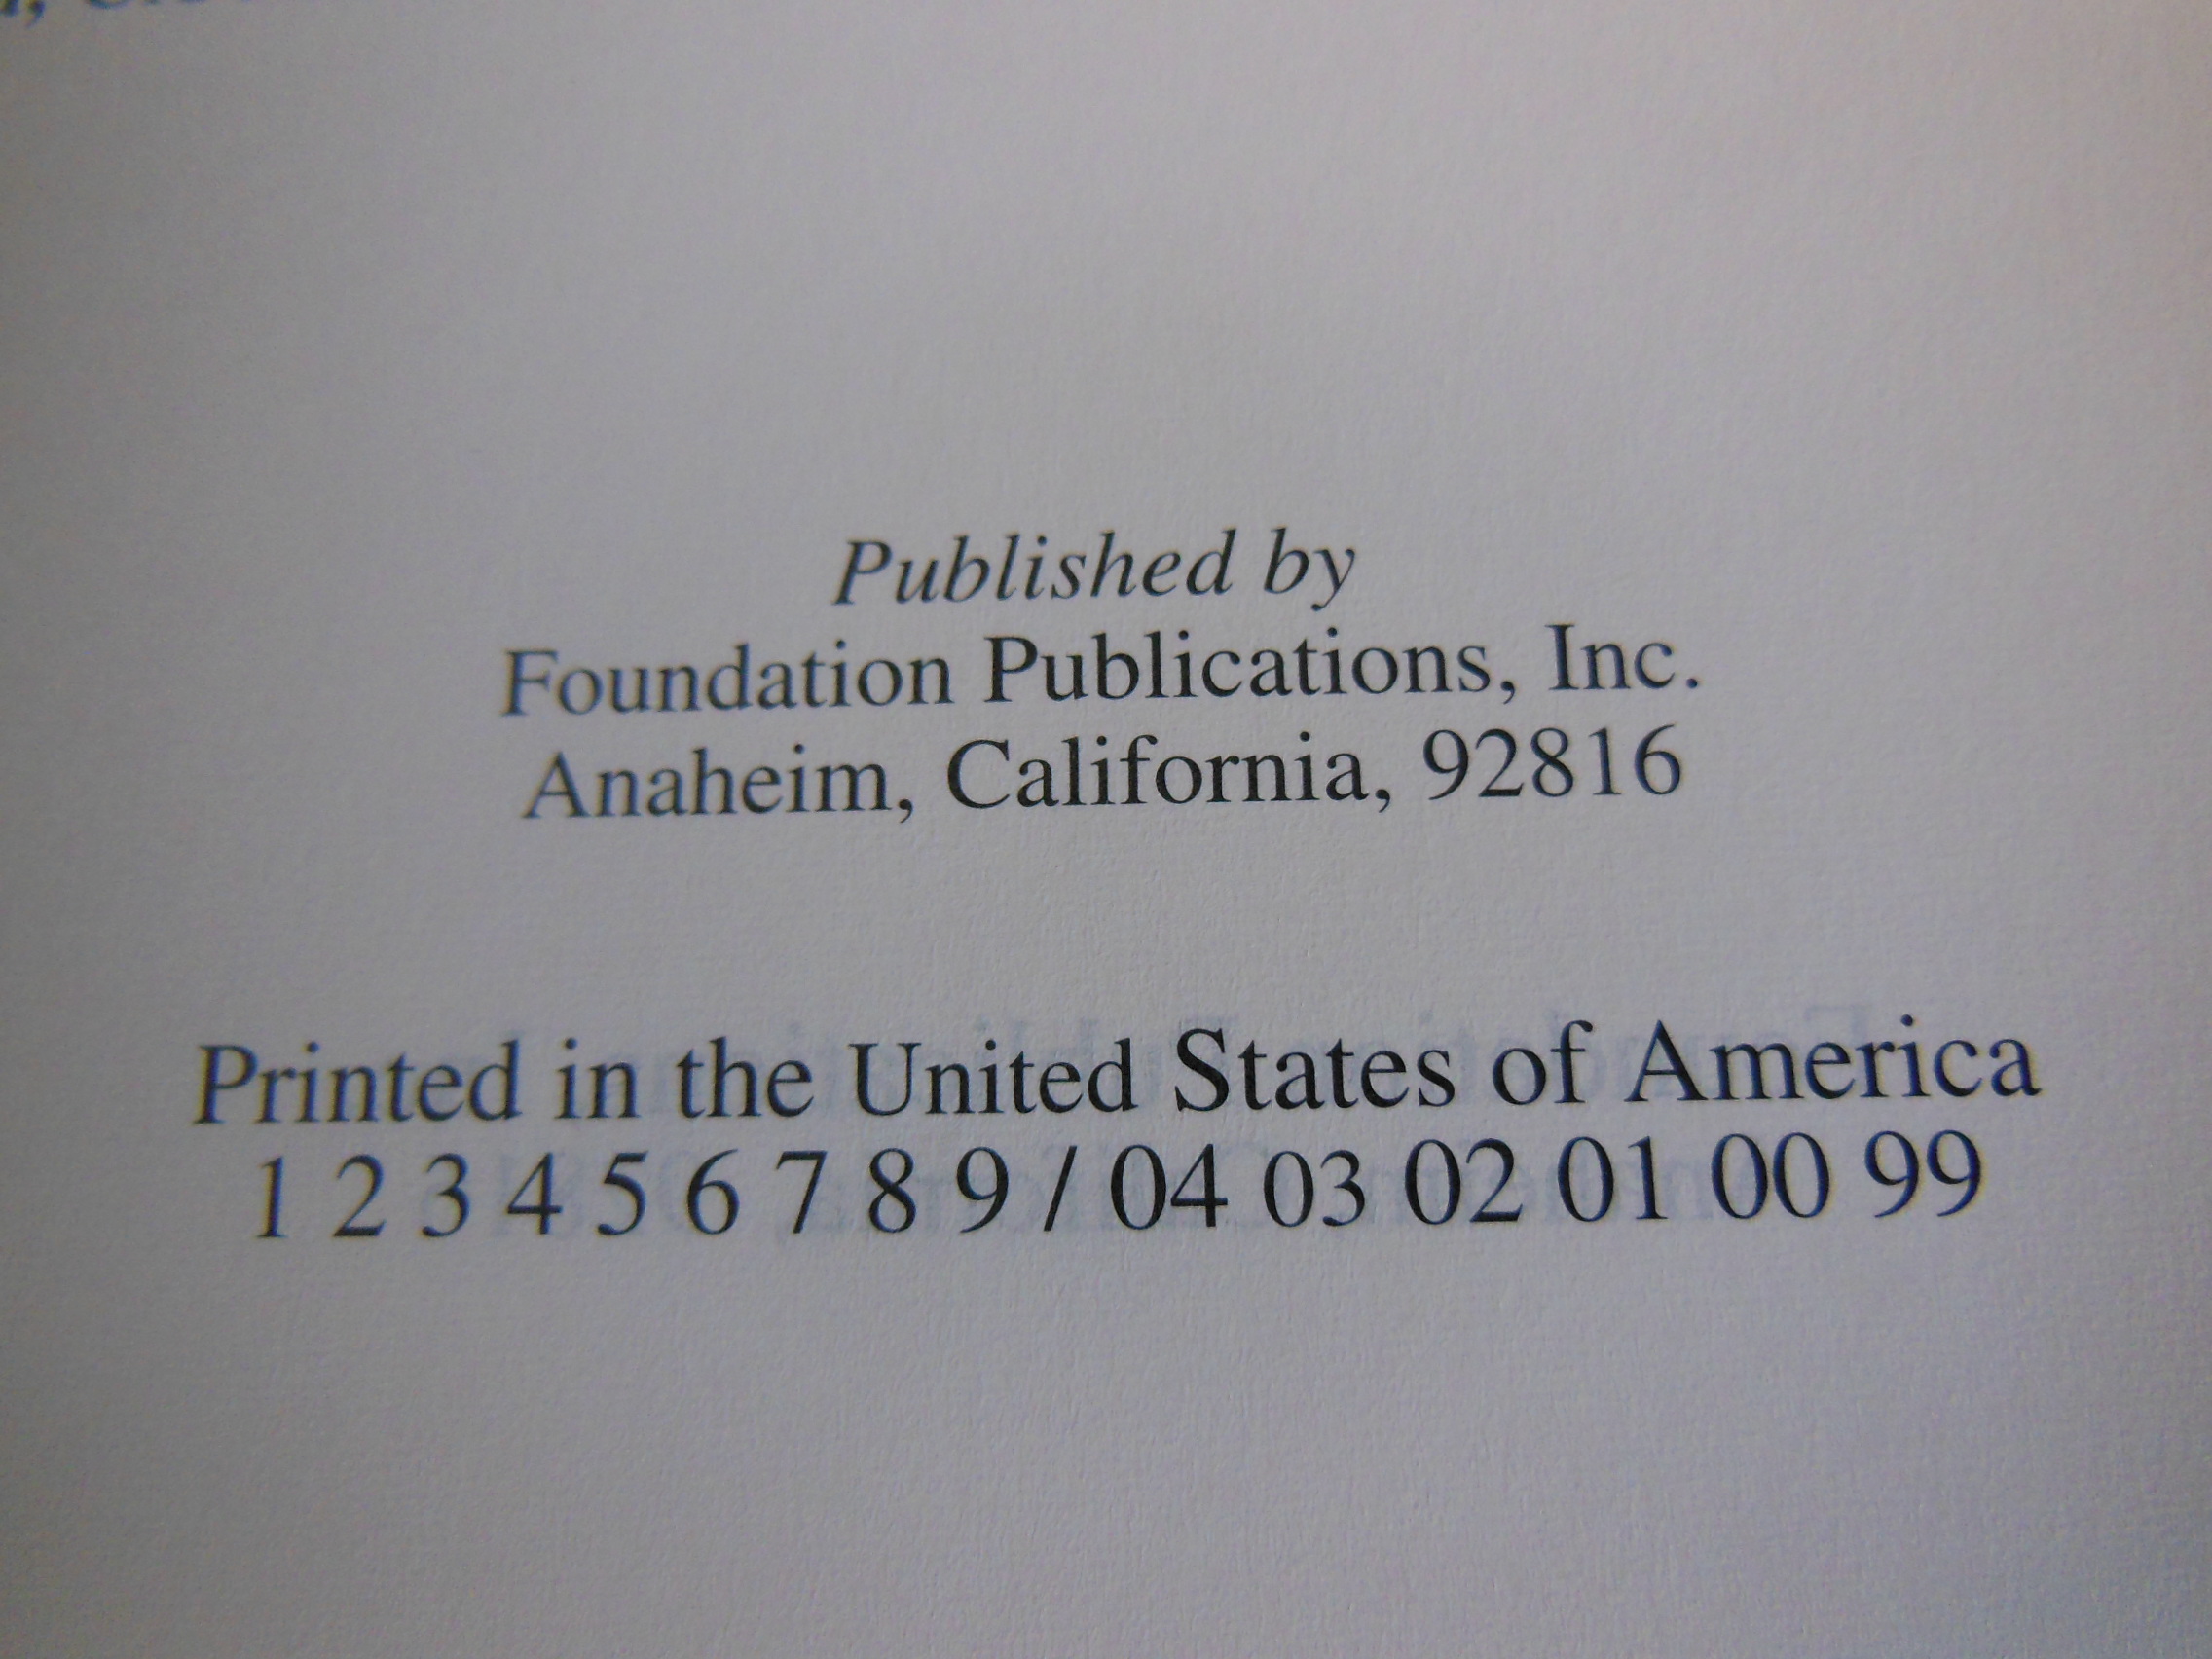 Published by
Foundation Publications, Inc.
Anaheim, California, 92816
Printed in the United States of America
1 2 3 4 5 6 7 8 9 / 04 03 02 01 00 99